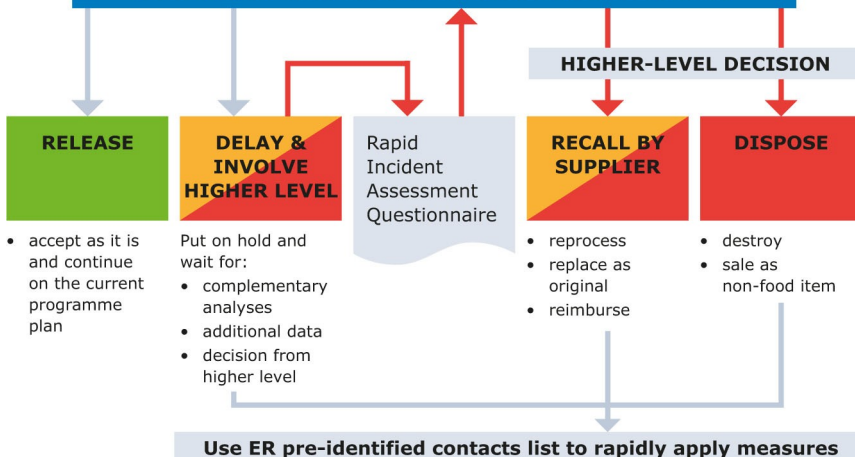 HIGHER-LEVEL DECISION
RELEASE
DELAY &
INVOLVE
HIGHER LEVEL
Rapid
Incident
Assessment
Questionnaire
RECALL BY
SUPPLIER
DISPOSE
• accept as it is
and continue
on the current
programme
plan
Put on hold and
wait for:
• complementary
analyses
• additional data
• decision from
higher level
• reprocess
• replace as
original
• reimburse
• destroy
• sale as
non-food item
Use ER pre-identified contacts list to rapidly apply measures